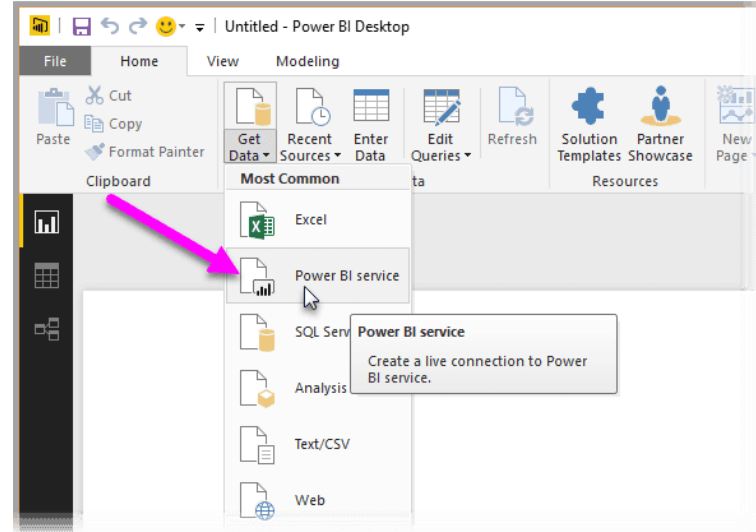 Untitled - Power BI Desktop
File Home View Modeling
Paste
Cut
Copy
Format Painter
Clipboard
Get Data
Recent Sources
Enter Data
Edit Queries
Refresh
Solution Templates
Partner Showcase
Resources
New Page
Most Common
Excel
Power BI service
SQL Serv
Power BI service
Create a live connection to Power
BI service.
Analysis
Text/CSV
Web